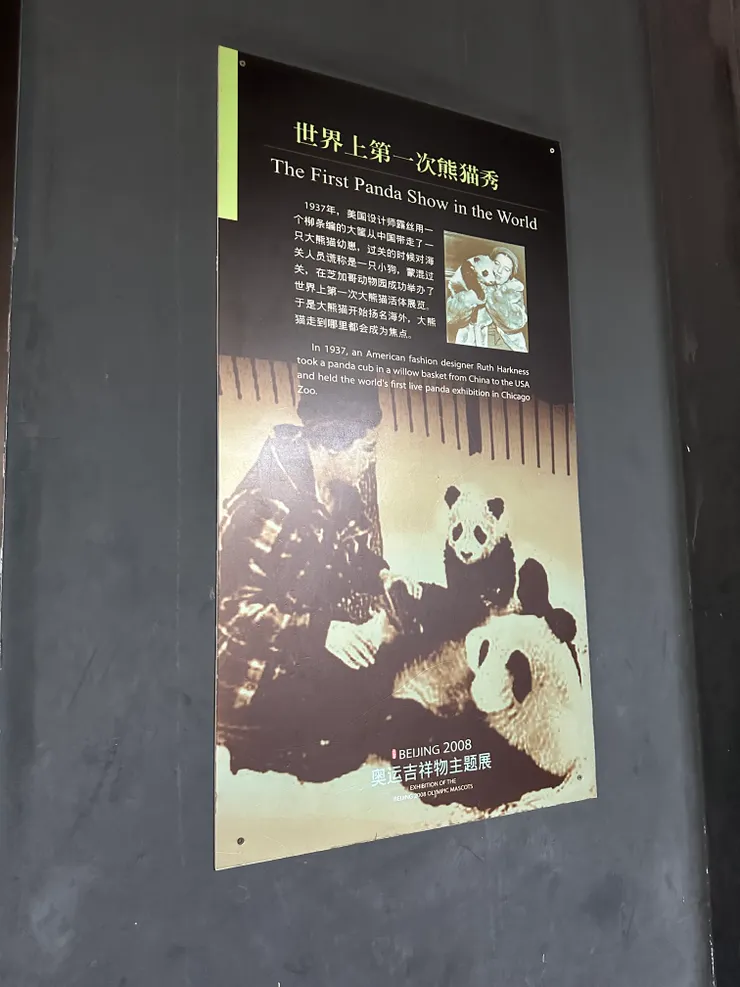 世界上第一次熊猫秀
The First Panda Show in the World
1937年，美国设计师露丝用一
个柳条编的大筐从中国带走了一
只大熊猫幼崽，过关的时候对海
关人员谎称是一只小狗，蒙混过
关，在芝加哥动物园成功举办了
世界上第一次大熊猫活体展览。
于是大熊猫开始扬名海外，大熊
猫走到哪里都会成为焦点。
In 1937, an American fashion designer Ruth Harkness
took a panda cub in a willow basket from China to the USA
and held the world's first live panda exhibition in Chicago
Zoo.
BEIJING 2008
奥运吉祥物主题展
EXHIBITION OF THE
BEIJING 2008 OLYMPIC MASCOTS